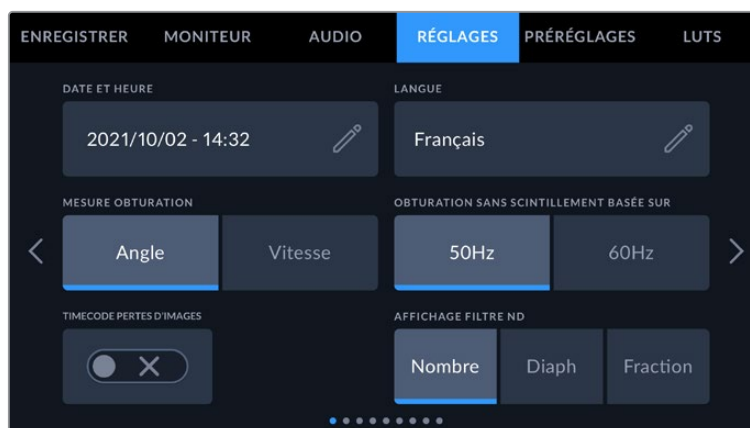 ENREGISTRER MONITEUR AUDIO RÉGLAGES PRÉRÉGLAGES LUTS
DATE ET HEURE LANGUE
2021/10/02 - 14:32 Français
MESURE OBTURATION OBTURATION SANS SCINTILLEMENT BASÉE SUR
Angle Vitesse 50Hz 60Hz
TIMECODE PERTES D'IMAGES AFFICHAGE FILTRE ND
Nombre Diaph Fraction